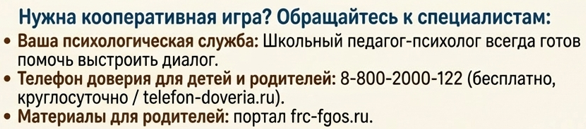 Нужна кооперативная игра? Обращайтесь к специалистам:
• Ваша психологическая служба: Школьный педагог-психолог всегда готов
помочь выстроить диалог.
• Телефон доверия для детей и родителей: 8-800-2000-122 (бесплатно,
круглосуточно / telefon-doveria.ru).
• Материалы для родителей: портал frc-fgos.ru.